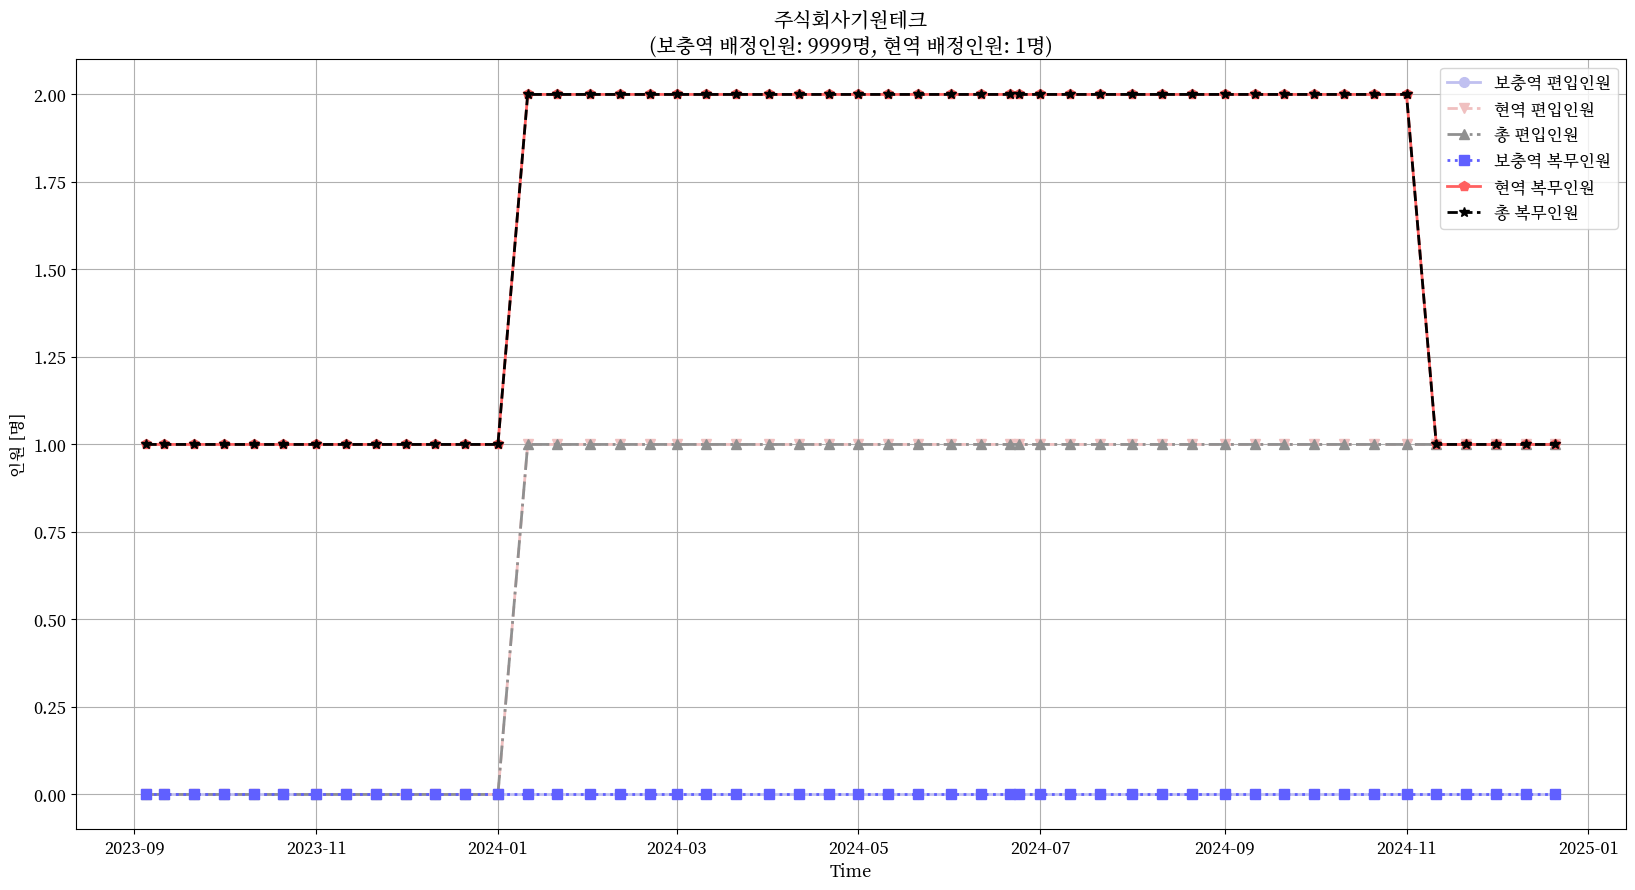 주식회사기원테크
(보충역 배정인원: 9999명, 현역 배정인원: 1명)
보충역 편입인원
현역 편입인원
총 편입인원
보충역 복무인원
현역 복무인원
총 복무인원
인원 [명]
2.00
1.75
1.50
1.25
1.00
0.75
0.50
0.25
0.00
2023-09
2023-11
2024-01
2024-03
2024-05
2024-07
2024-09
2024-11
2025-01
Time